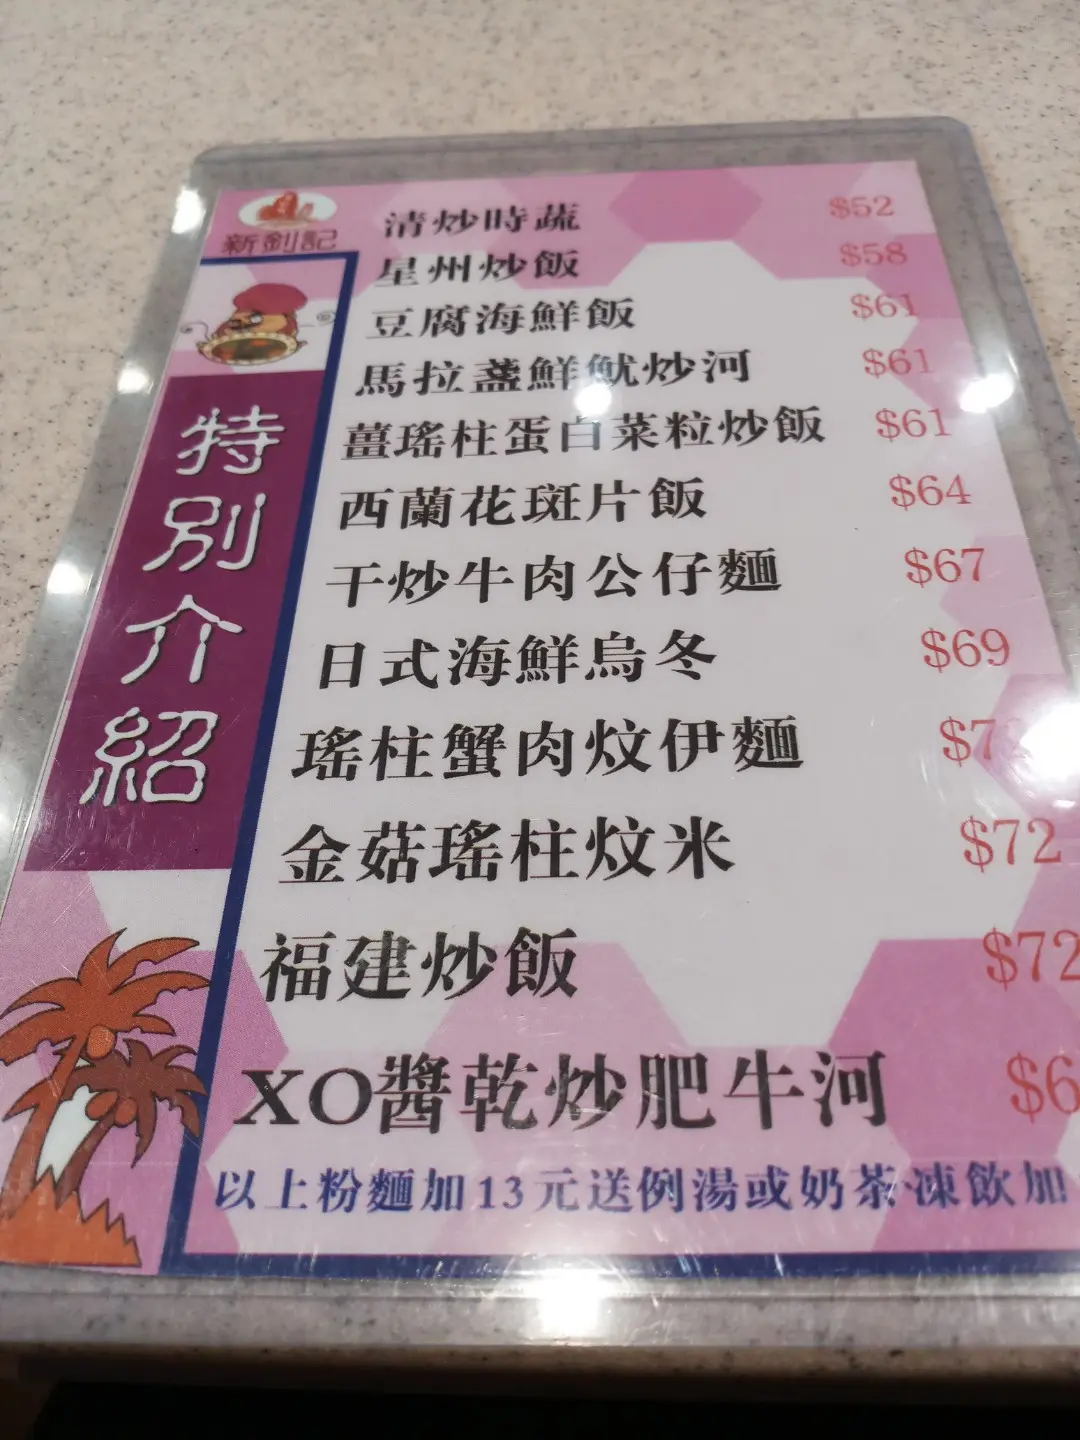 新釗記
特別介紹
清炒時蔬 $52
星州炒飯 $58
豆腐海鮮飯 $61
馬拉盞鮮魷炒河 $61
薑瑤柱蛋白菜粒炒飯 $61
西蘭花斑片飯 $64
干炒牛肉公仔麵 $67
日式海鮮烏冬 $69
瑤柱蟹肉炆伊麵 $7
金菇瑤柱炆米 $72
福建炒飯 $72
XO醬乾炒肥牛河 $6
以上粉麵加13元送例湯或奶茶凍飲加